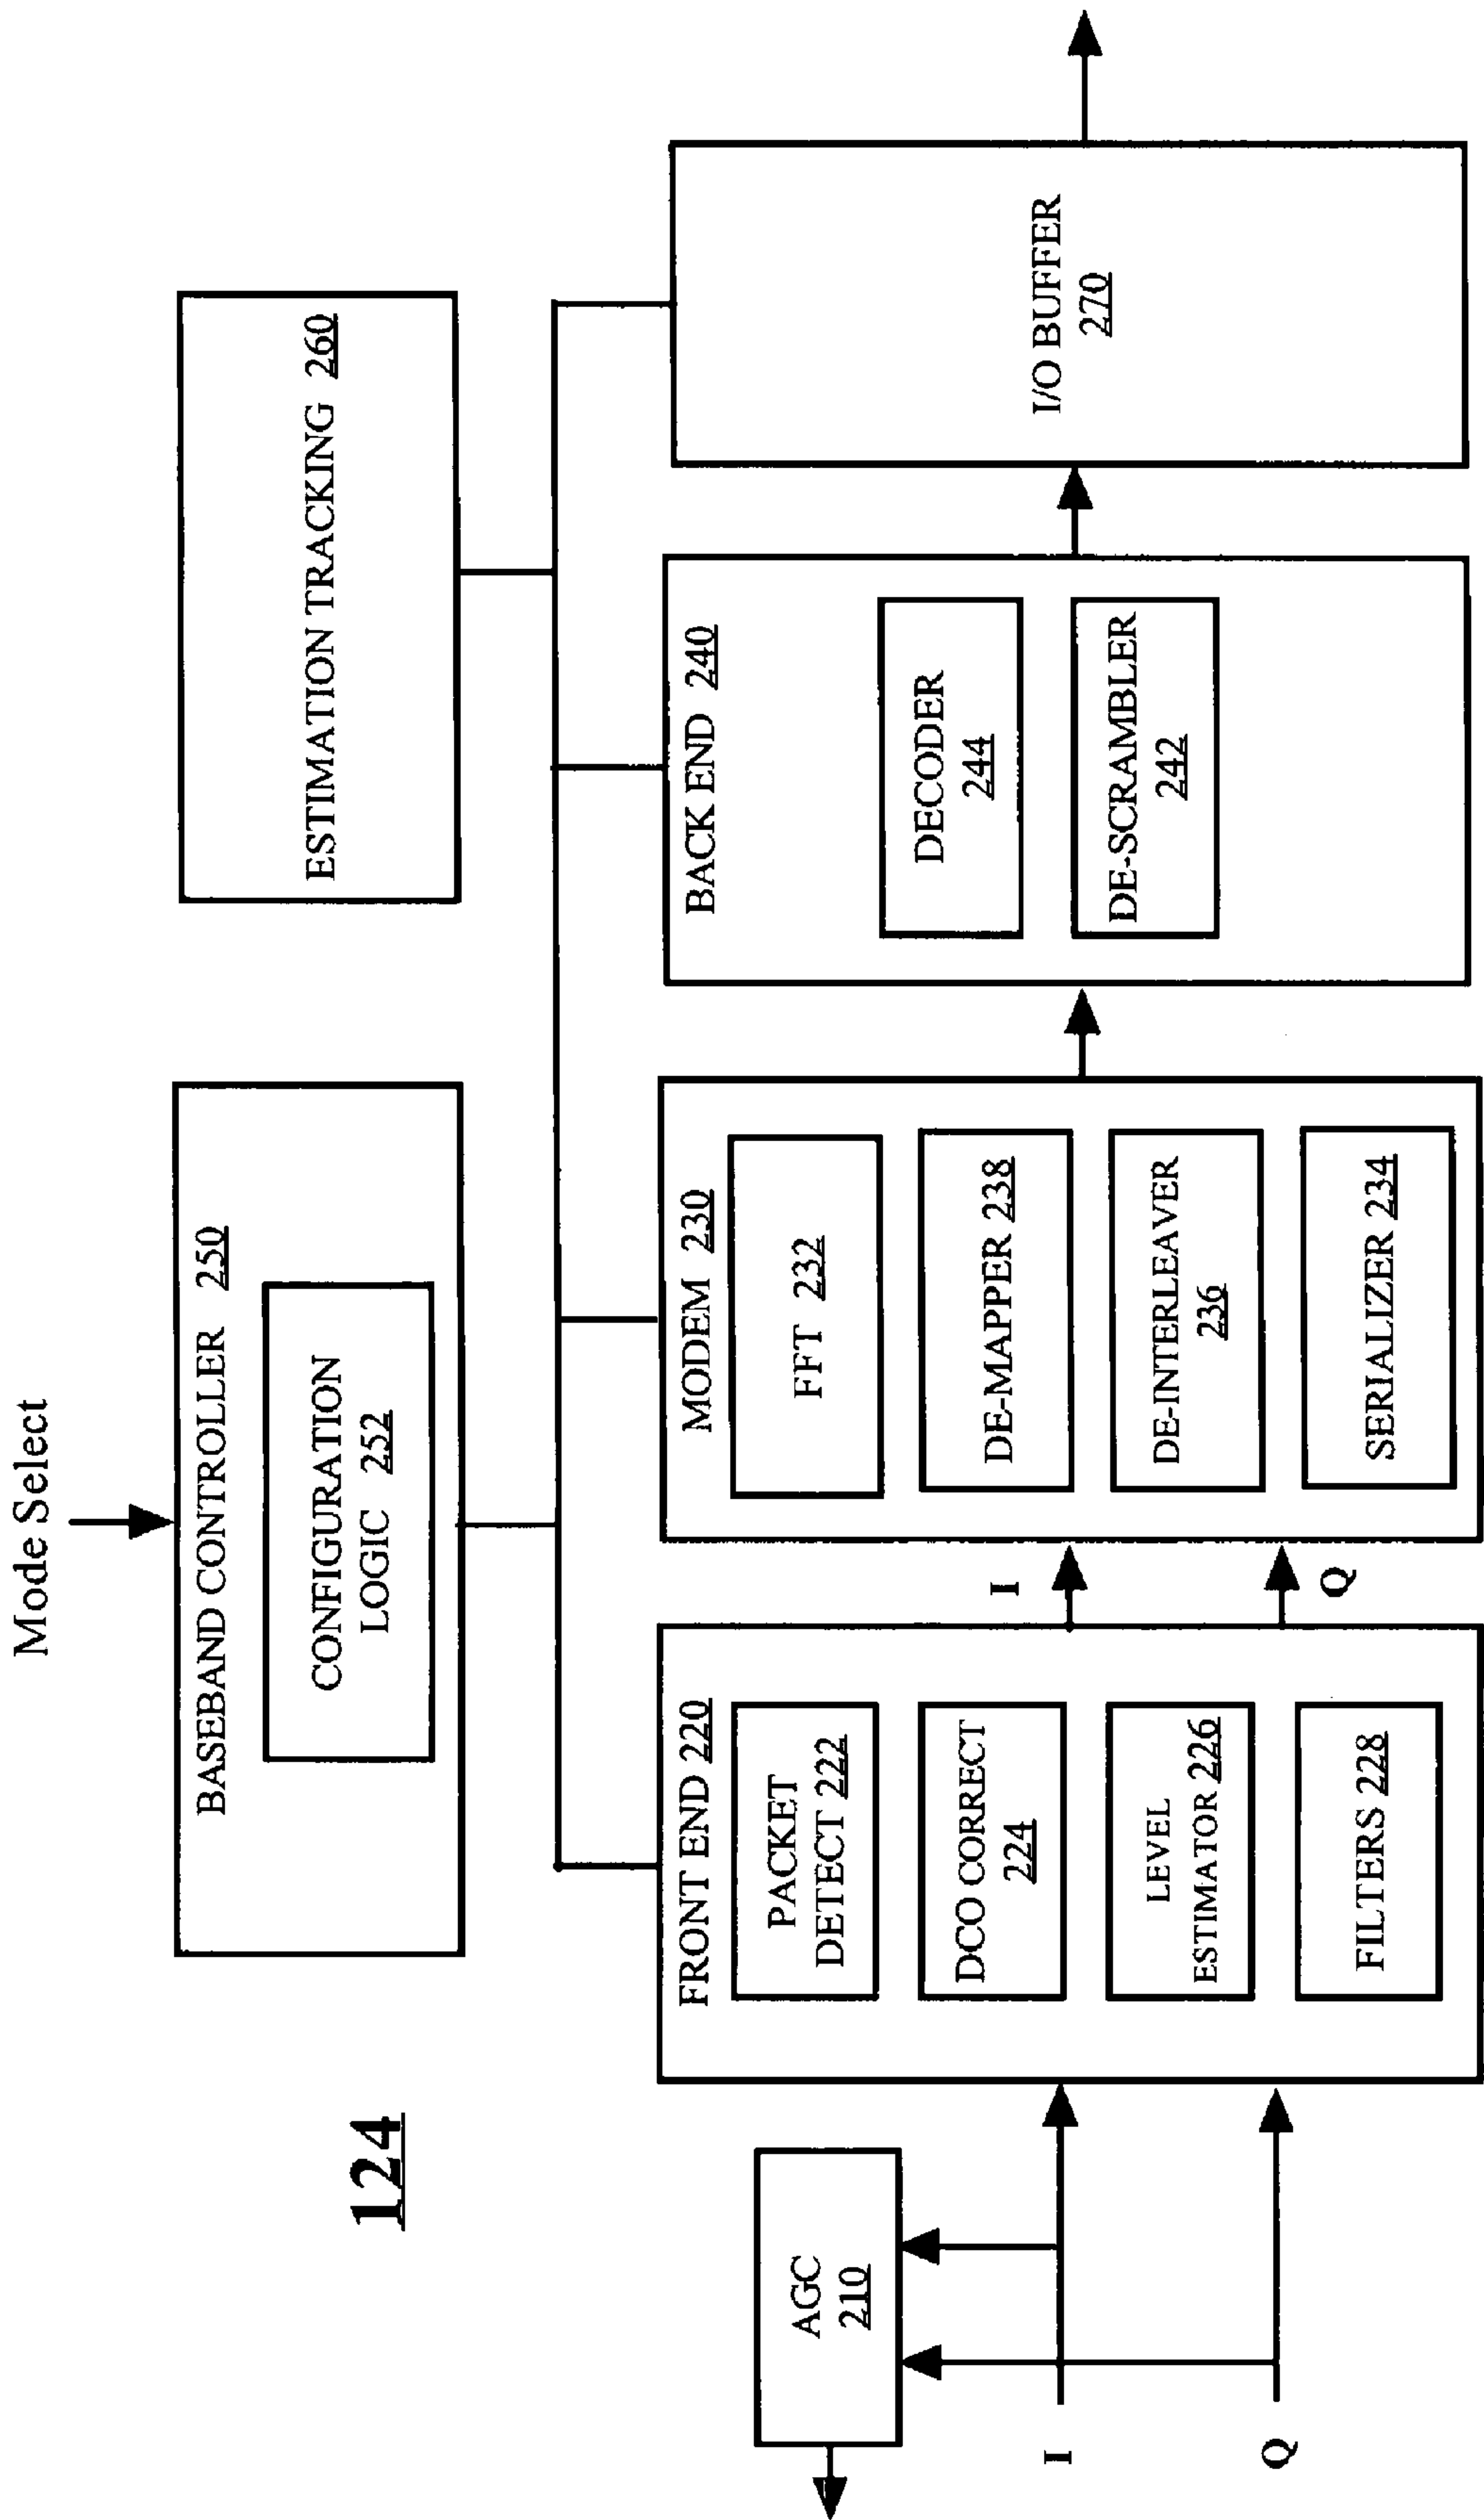 Mode Select
BASEBAND CONTROLLER 250
CONFIGURATION
LOGIC 252
ESTIMATION TRACKING 260
124
AGC
210
I
Q
FRONT END 220
PACKET
DETECT 222
DCO CORRECT
224
LEVEL
ESTIMATOR 226
FILTERS 228
I
Q
MODEM 230
FFT 232
DE-MAPPER 238
DE-INTERLEAVER
236
SERIALIZER 234
BACK END 240
DECODER
244
DE-SCRAMBLER
242
I/O BUFFER
270